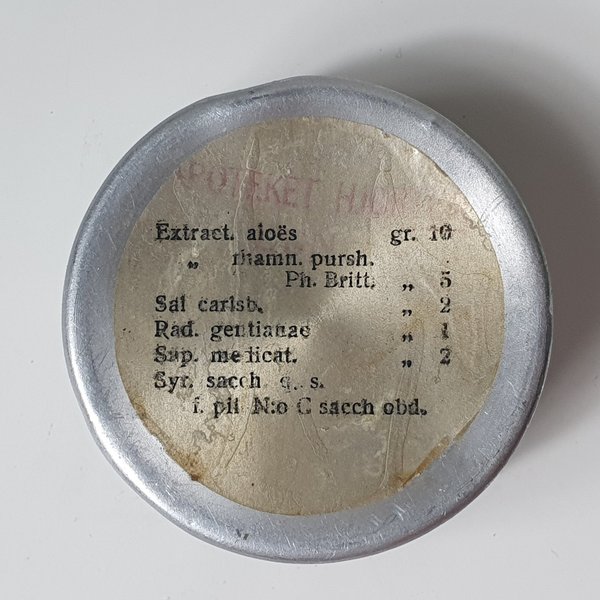 APOTEKET
Extract. aloës gr. 10
„ rhamn. pursh.
Ph. Britt. „ 5
Sal carlsb. „ 2
Rad. gentianae „ 1
Sap. medicat. „ 2
Syr. sacch q. s.
f. pil N:o C sacch obd.